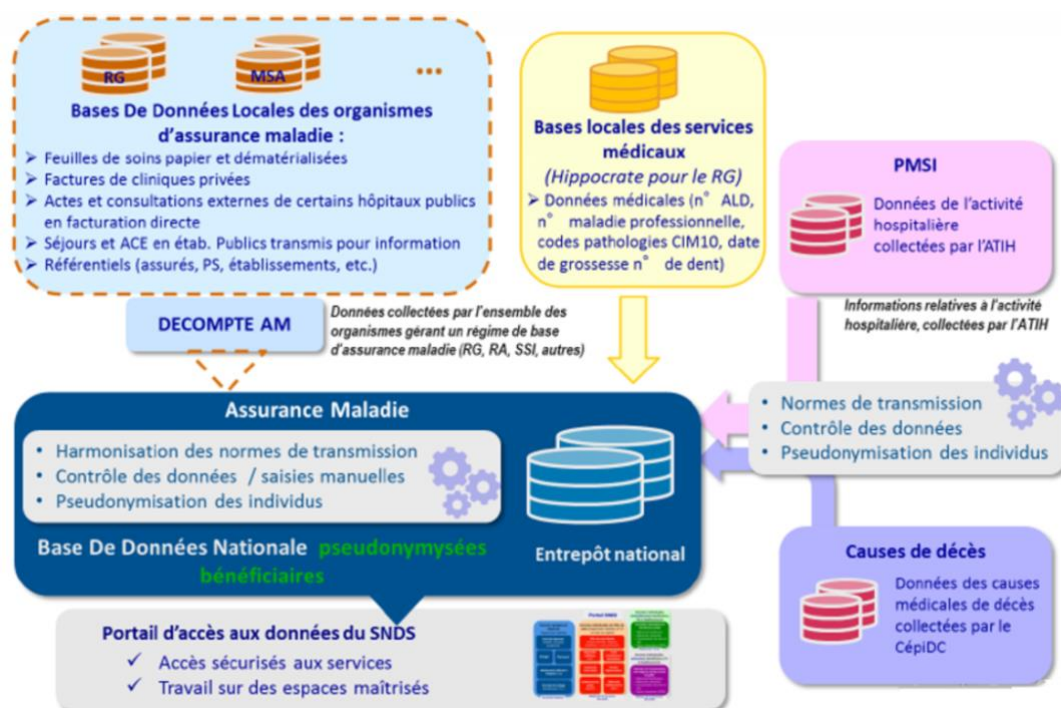 RG
MSA
...
Bases De Données Locales des organismes
d'assurance maladie :
Feuilles de soins papier et dématérialisées
Factures de cliniques privées
Actes et consultations externes de certains hôpitaux publics
en facturation directe
Séjours et ACE en étab. Publics transmis pour information
Référentiels (assurés, PS, établissements, etc.)
Bases locales des services
médicaux
(Hippocrate pour le RG)
Données médicales (n° ALD,
n° maladie professionnelle,
codes pathologies CIM10, date
de grossesse n° de dent)
PMSI
Données de l'activité
hospitalière
collectées par l'ATIH
DECOMPTE AM
Données collectées par l'ensemble des
organismes gérant un régime de base
d'assurance maladie (RG, RA, SSI, autres)
Informations relatives à l'activité
hospitalière, collectées par l'ATIH
Assurance Maladie
• Harmonisation des normes de transmission
• Contrôle des données / saisies manuelles
• Pseudonymisation des individus
Base De Données Nationale pseudonymysées
bénéficiaires
Entrepôt national
• Normes de transmission
• Contrôle des données
• Pseudonymisation des individus
Causes de décès
Données des causes
médicales de décès
collectées par le
CépiDC
Portail d'accès aux données du SNDS
✓ Accès sécurisés aux services
✓ Travail sur des espaces maîtrisés